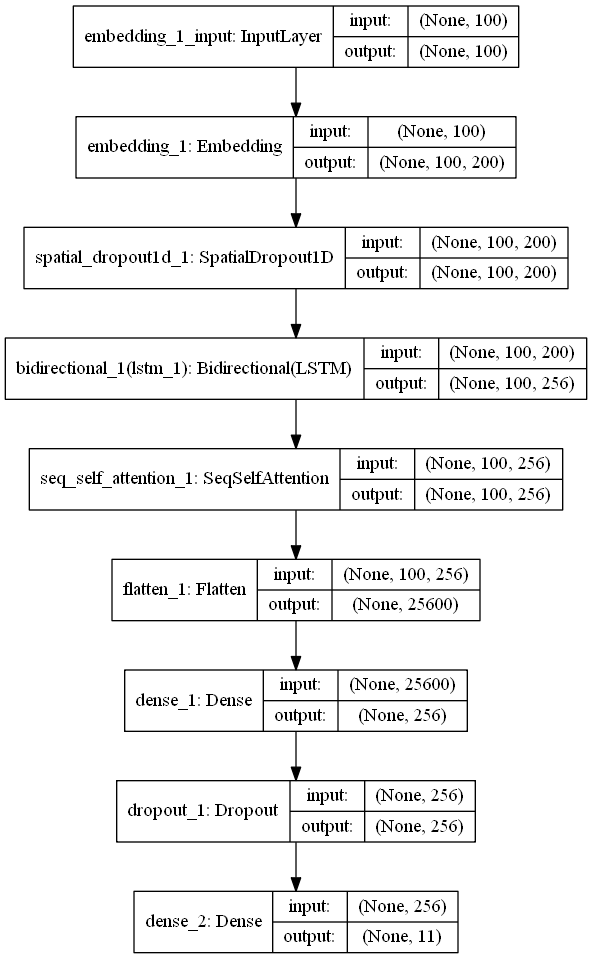 embedding_1_input: InputLayer
input: (None, 100)
output: (None, 100)
embedding_1: Embedding
input: (None, 100)
output: (None, 100, 200)
spatial_dropout1d_1: SpatialDropout1D
input: (None, 100, 200)
output: (None, 100, 200)
bidirectional_1(lstm_1): Bidirectional(LSTM)
input: (None, 100, 200)
output: (None, 100, 256)
seq_self_attention_1: SeqSelfAttention
input: (None, 100, 256)
output: (None, 100, 256)
flatten_1: Flatten
input: (None, 100, 256)
output: (None, 25600)
dense_1: Dense
input: (None, 25600)
output: (None, 256)
dropout_1: Dropout
input: (None, 256)
output: (None, 256)
dense_2: Dense
input: (None, 256)
output: (None, 11)